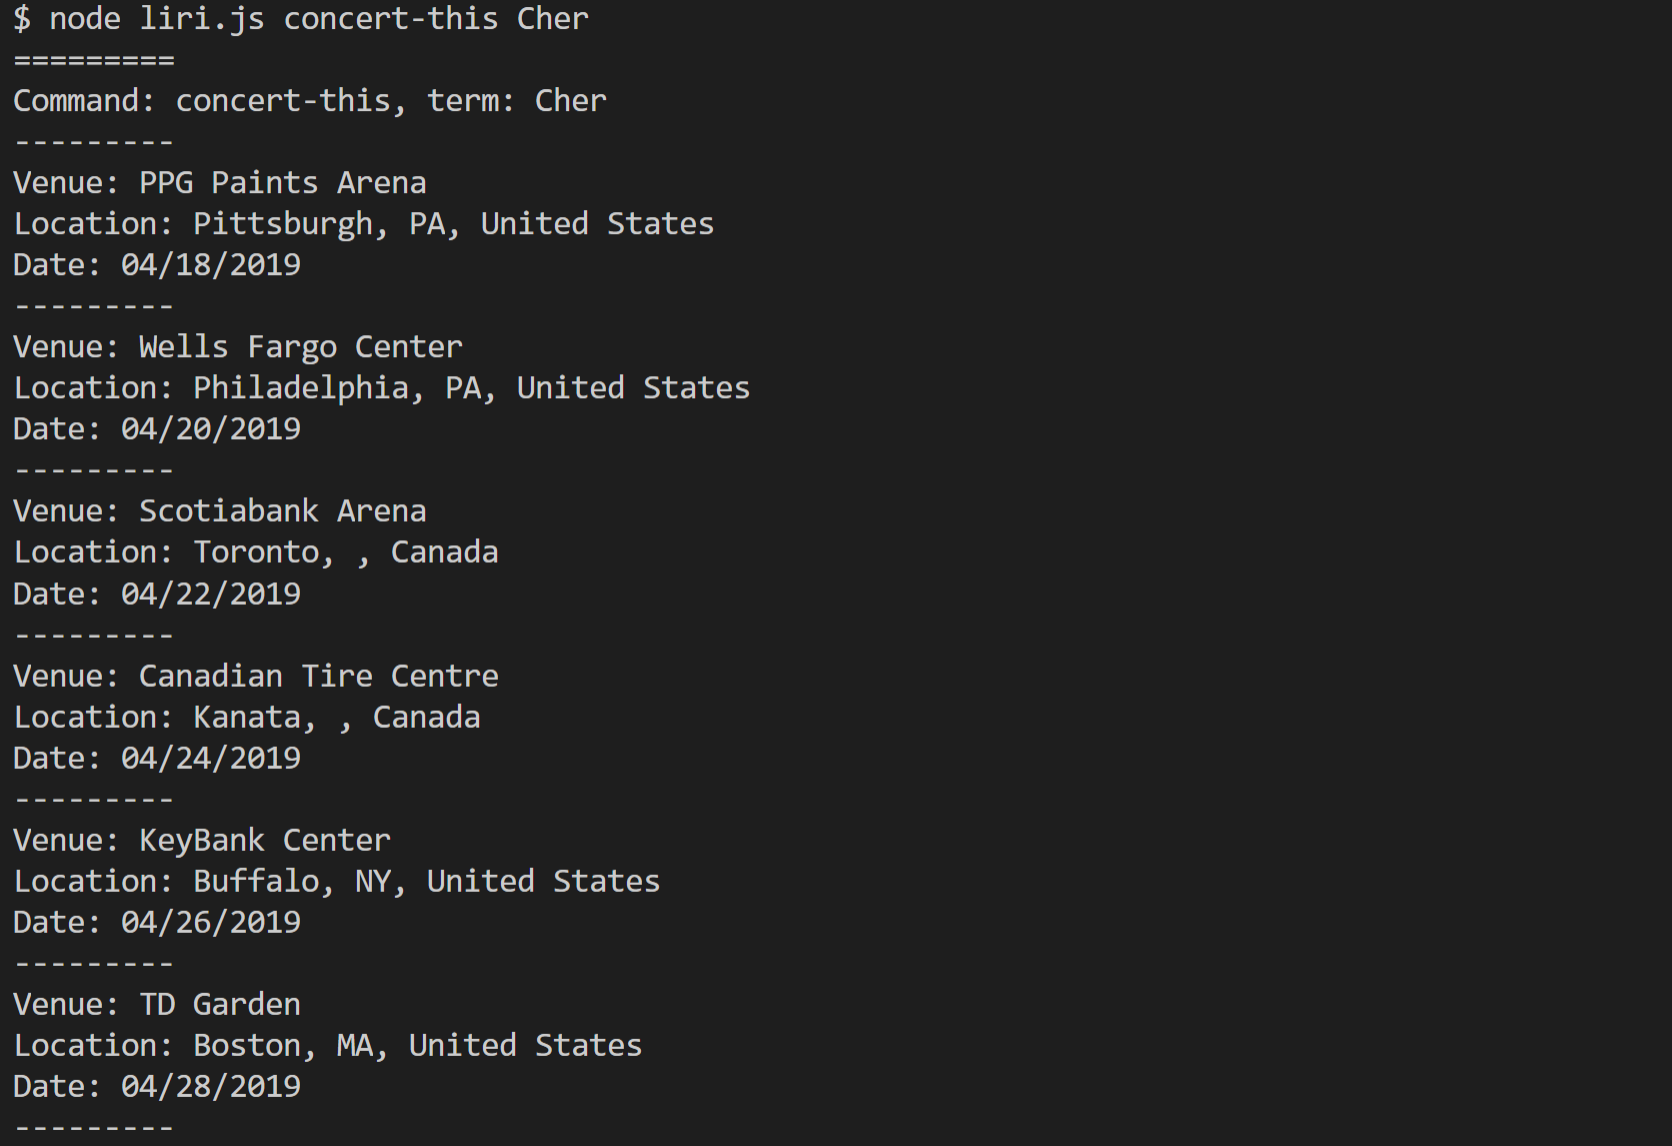 $ node liri.js concert-this Cher
=========
Command: concert-this, term: Cher
---------
Venue: PPG Paints Arena
Location: Pittsburgh, PA, United States
Date: 04/18/2019
---------
Venue: Wells Fargo Center
Location: Philadelphia, PA, United States
Date: 04/20/2019
---------
Venue: Scotiabank Arena
Location: Toronto, , Canada
Date: 04/22/2019
---------
Venue: Canadian Tire Centre
Location: Kanata, , Canada
Date: 04/24/2019
---------
Venue: KeyBank Center
Location: Buffalo, NY, United States
Date: 04/26/2019
---------
Venue: TD Garden
Location: Boston, MA, United States
Date: 04/28/2019
---------